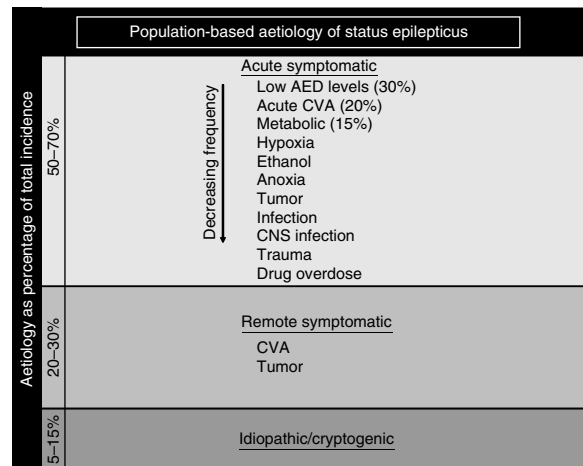 Population-based aetiology of status epilepticus
Aetiology as percentage of total incidence
50–70%
Acute symptomatic
Decreasing frequency
Low AED levels (30%)
Acute CVA (20%)
Metabolic (15%)
Hypoxia
Ethanol
Anoxia
Tumor
Infection
CNS infection
Trauma
Drug overdose
20–30%
Remote symptomatic
CVA
Tumor
5–15%
Idiopathic/cryptogenic